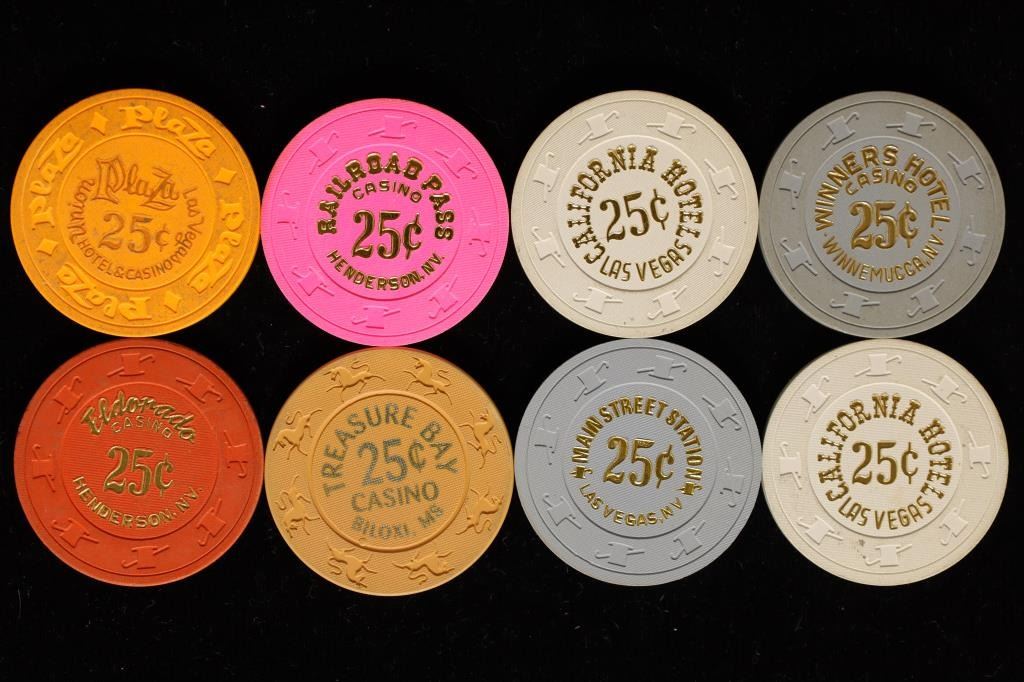 Plaza Plaza Plaza Plaza Plaza Plaza
Union Plaza Las Vegas
25¢
HOTEL & CASINO
RAILROAD PASS
CASINO
25¢
HENDERSON, NV.
CALIFORNIA HOTEL
25¢
LAS VEGAS
WINNERS HOTEL
CASINO
25¢
WINNEMUCCA, NV.
Eldorado
CASINO
25¢
HENDERSON, NV.
TREASURE BAY
25¢
CASINO
BILOXI, MS
MAIN STREET STATION
25¢
LAS VEGAS, NV
CALIFORNIA HOTEL
25¢
LAS VEGAS